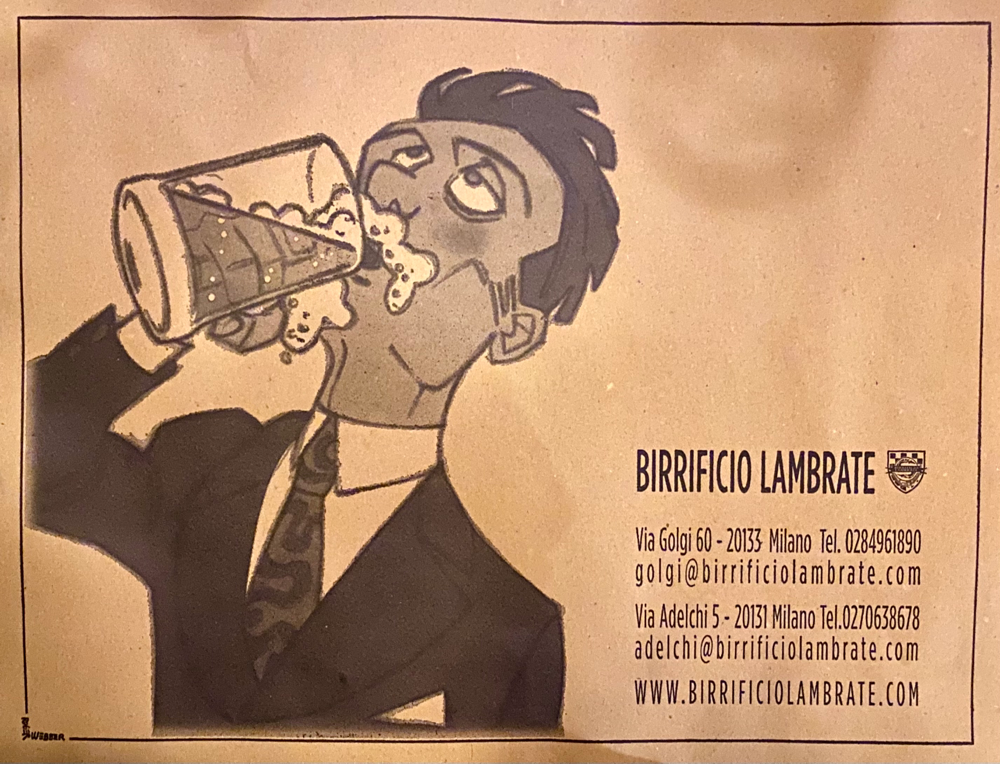 BIRRIFICIO LAMBRATE
Via Golgi 60 - 20133 Milano Tel. 0284961890
golgi@birrificiolambrate.com
Via Adelchi 5 - 20131 Milano Tel.0270638678
adelchi@birrificiolambrate.com
WWW.BIRRIFICIOLAMBRATE.COM
WEBER